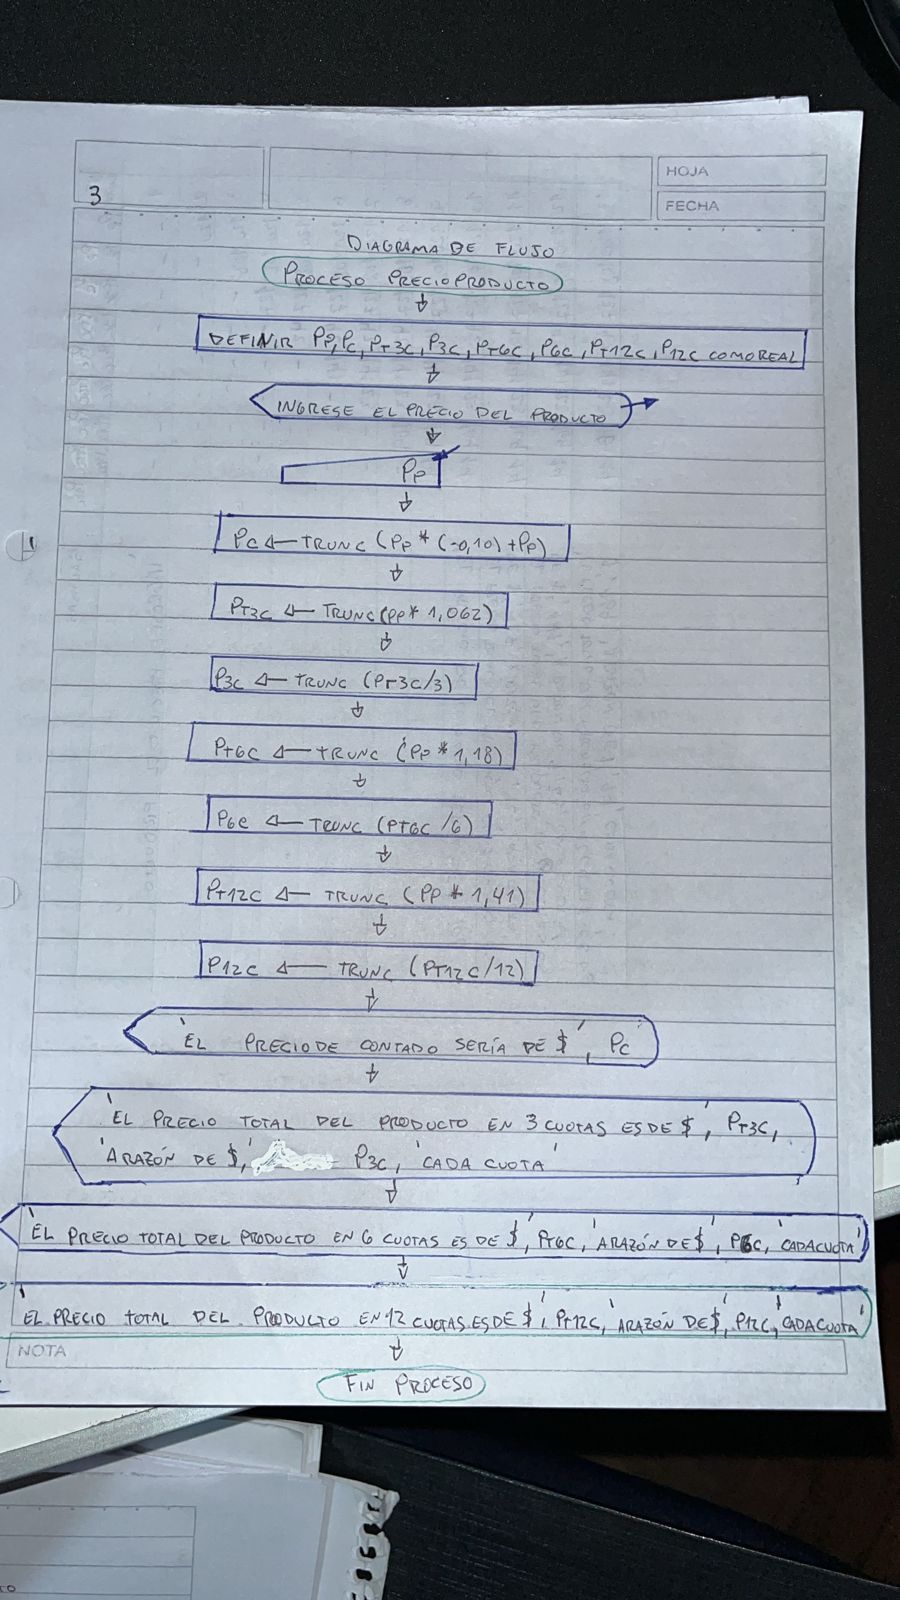 3
HOJA
FECHA
DIAGRAMA DE FLUJO
PROCESO PRECIOPRODUCTO
DEFINIR PP, PC, PT3C, P3C, PT6C, P6C, PT12C, P12C COMO REAL
INGRESE EL PRECIO DEL PRODUCTO
PP
PC ← TRUNC (PP * (-0,10) + PP)
PT3C ← TRUNC (PP * 1,062)
P3C ← TRUNC (PT3C/3)
PT6C ← TRUNC (PP * 1,18)
P6C ← TRUNC (PT6C /6)
PT12C ← TRUNC (PP * 1,41)
P12C ← TRUNC (PT12C/12)
'EL PRECIO DE CONTADO SERÍA DE $', PC
'EL PRECIO TOTAL DEL PRODUCTO EN 3 CUOTAS ES DE $', PT3C,
'ARAZÓN DE $', P3C, 'CADA CUOTA'
'EL PRECIO TOTAL DEL PRODUCTO EN 6 CUOTAS ES DE $', PT6C, 'ARAZÓN DE $', P6C, 'CADA CUOTA'
'EL PRECIO TOTAL DEL PRODUCTO EN 12 CUOTAS ES DE $', PT12C, 'ARAZÓN DE $', P12C, 'CADA CUOTA'
NOTA
FIN PROCESO